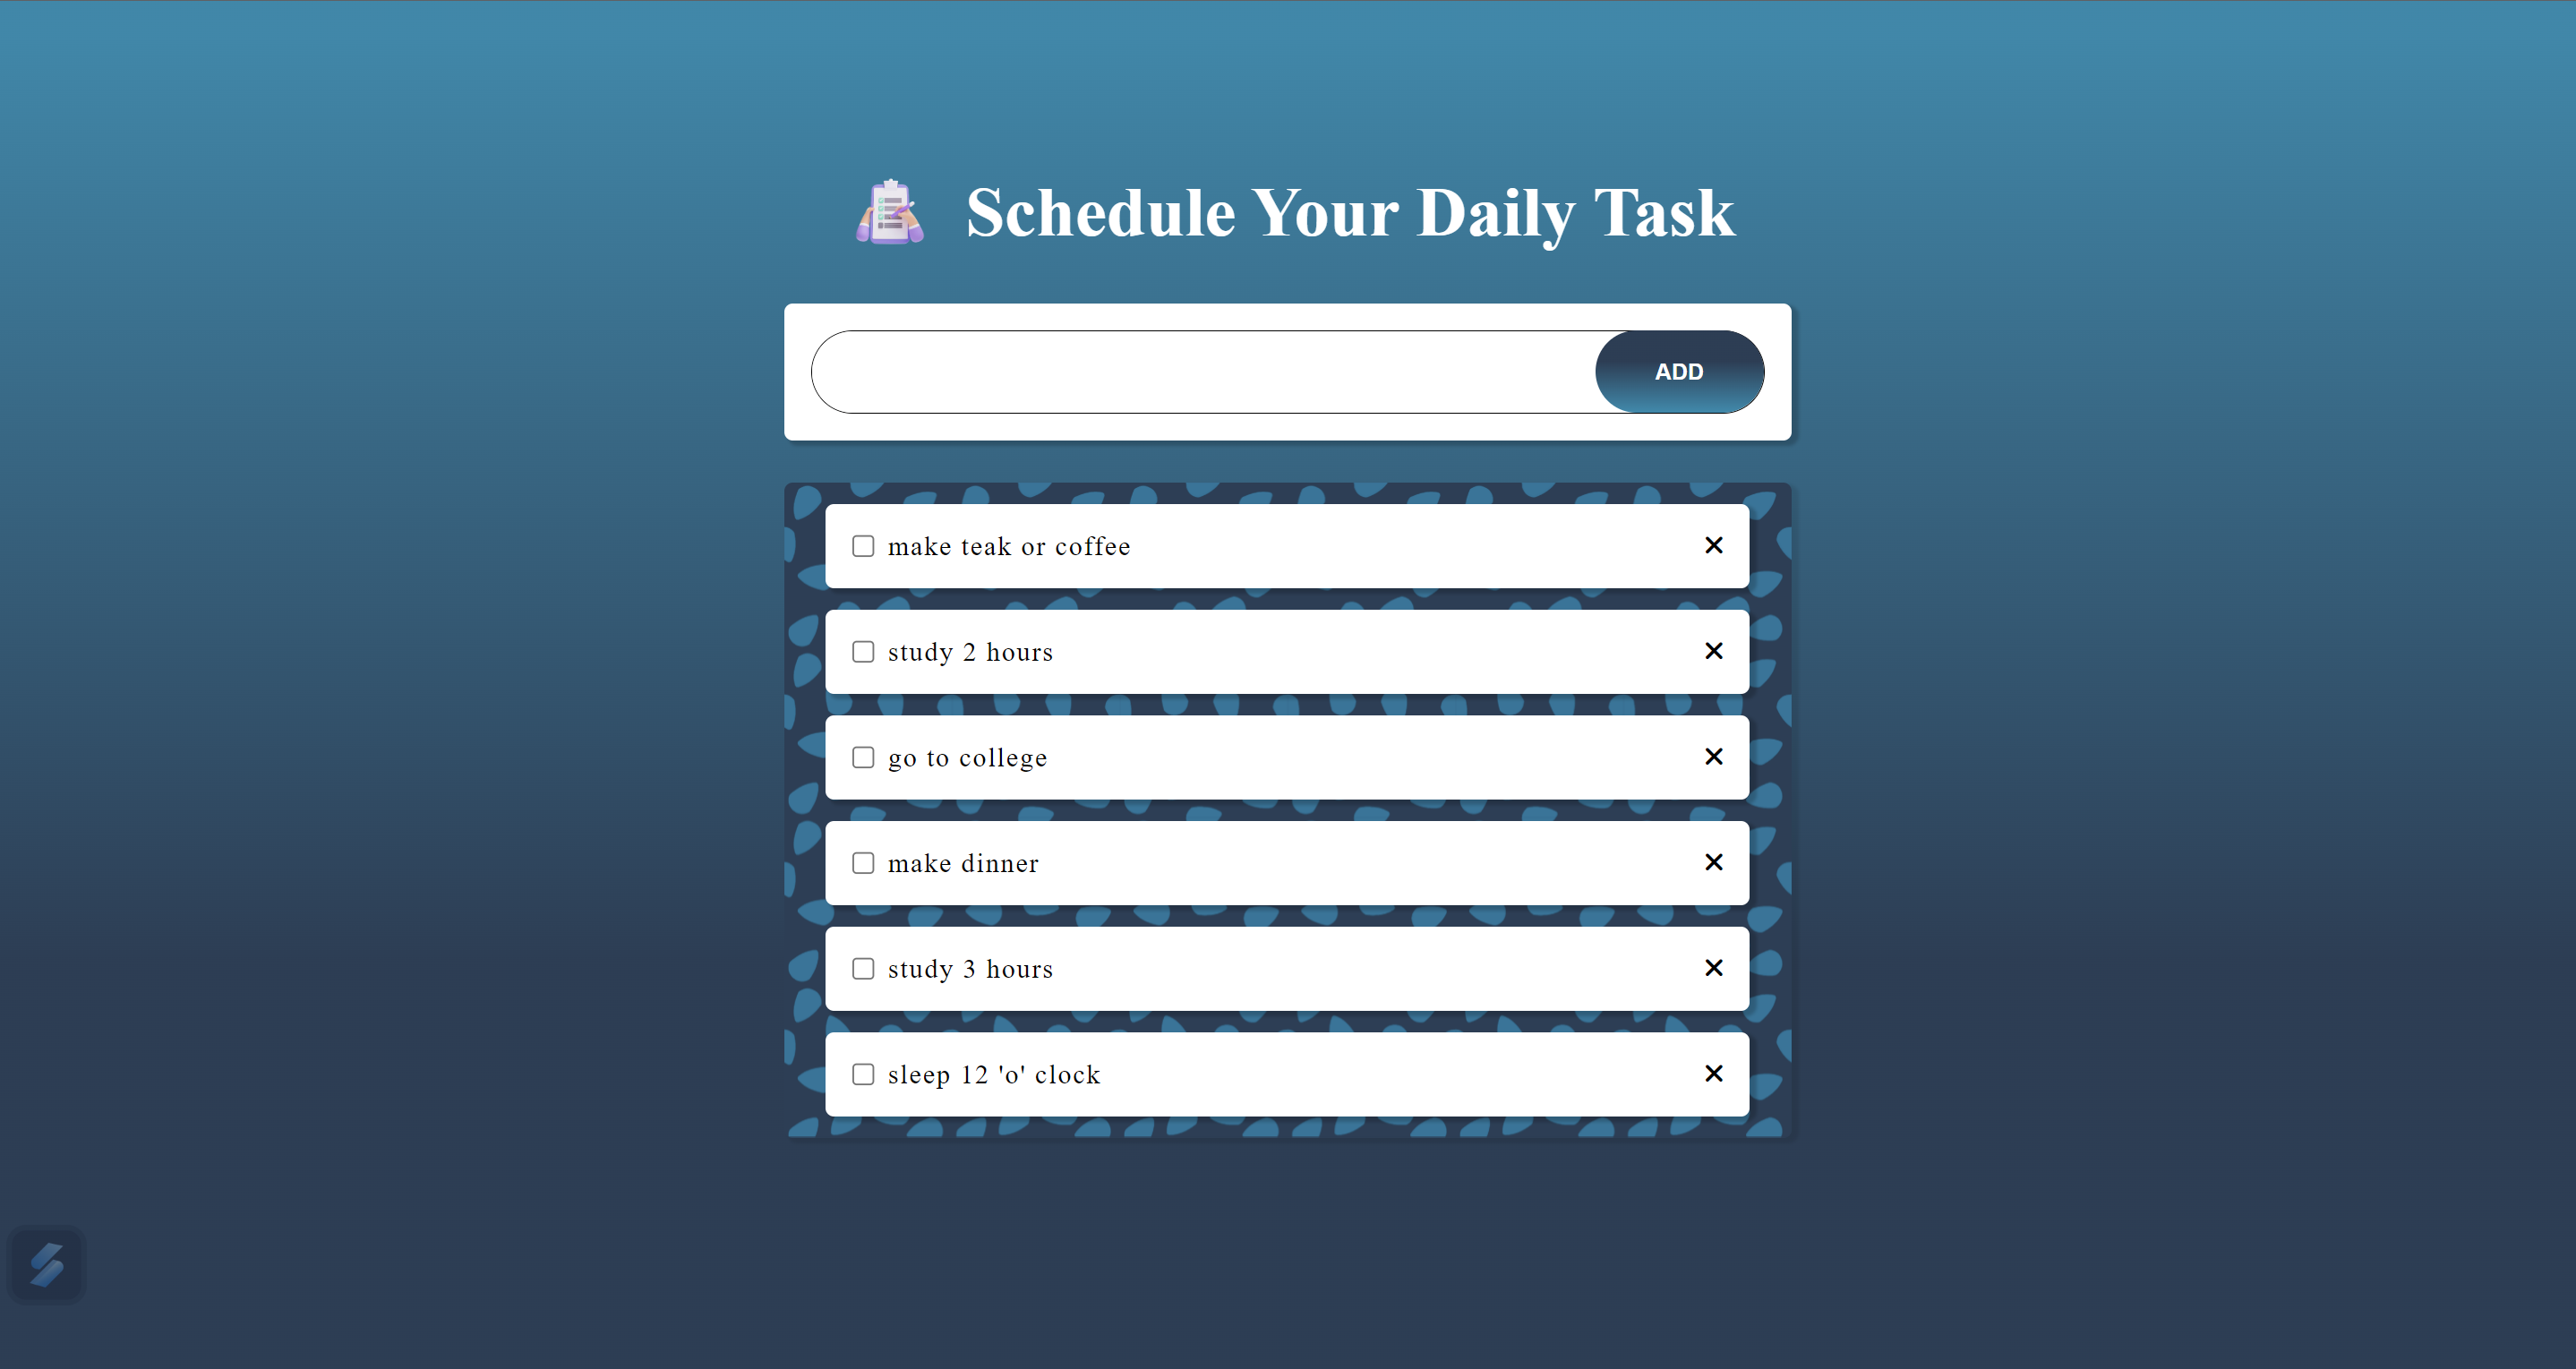 Schedule Your Daily Task
ADD
make teak or coffee
study 2 hours
go to college
make dinner
study 3 hours
sleep 12 'o' clock